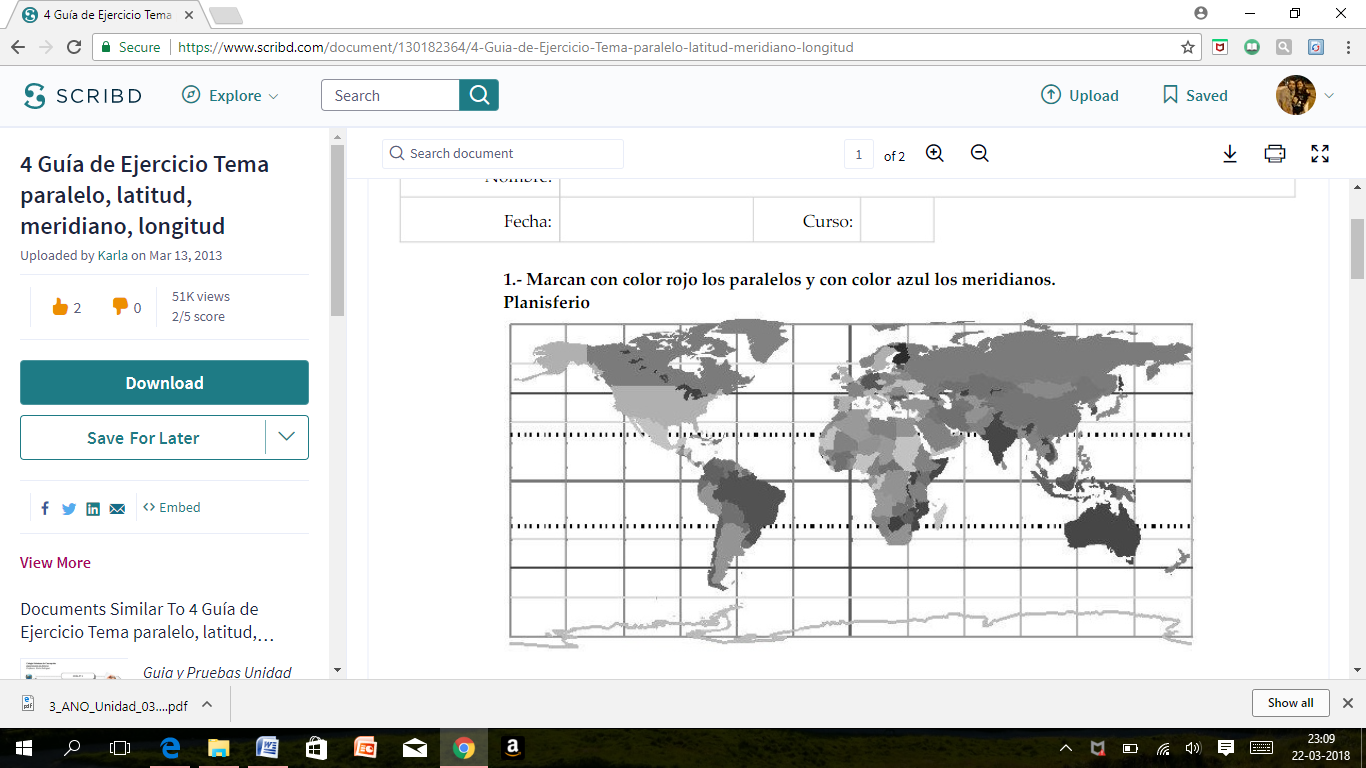 4 Guía de Ejercicio Tema
Secure
https://www.scribd.com/document/130182364/4-Guia-de-Ejercicio-Tema-paralelo-latitud-meridiano-longitud
SCRIBD
Explore
Search
Upload
Saved
4 Guía de Ejercicio Tema
paralelo, latitud,
meridiano, longitud
Uploaded by Karla on Mar 13, 2013
2
0
51K views
2/5 score
Download
Save For Later
Embed
View More
Documents Similar To 4 Guía de
Ejercicio Tema paralelo, latitud,...
Guia y Pruebas Unidad
Search document
1 of 2
Nombre:
Fecha:
Curso:
1.- Marcan con color rojo los paralelos y con color azul los meridianos.
Planisferio
3_ANO_Unidad_03....pdf
Show all
23:09
22-03-2018